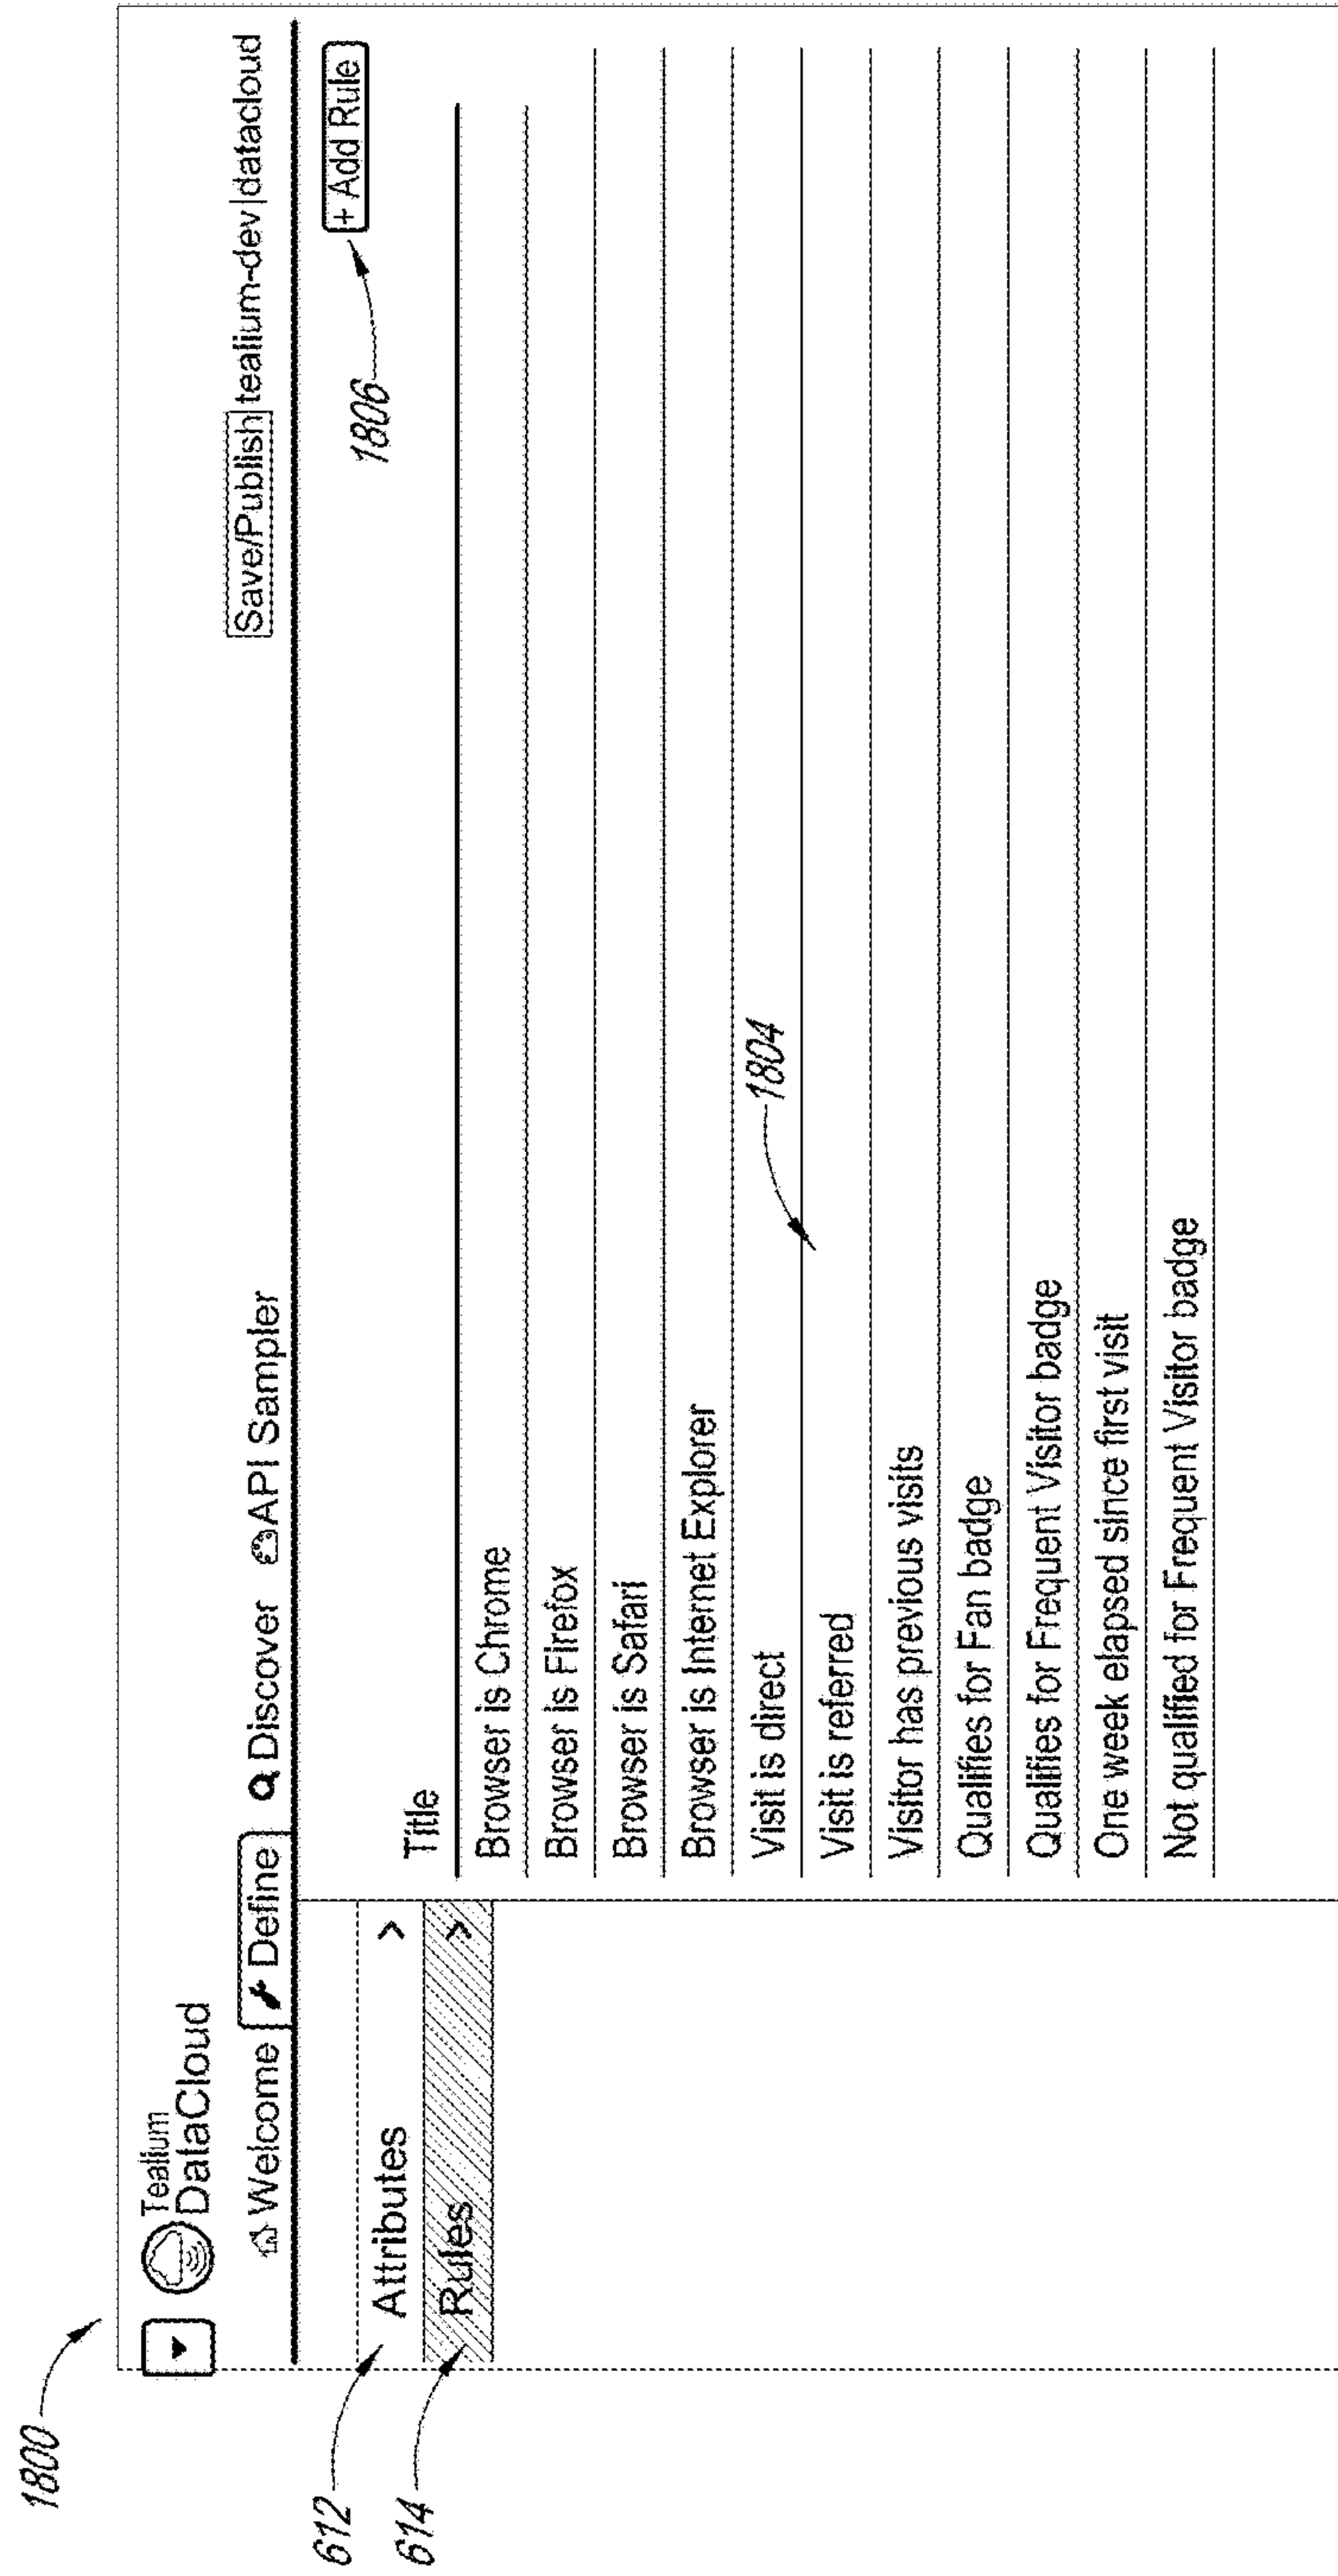 1800
Tealium
DataCloud
Welcome Define Discover API Sampler Save/Publish tealium-dev|datacloud
+ Add Rule
1806
612
Attributes >
614
Rules >
Title
Browser is Chrome
Browser is Firefox
Browser is Safari
Browser is Internet Explorer
Visit is direct
1804
Visit is referred
Visitor has previous visits
Qualifies for Fan badge
Qualifies for Frequent Visitor badge
One week elapsed since first visit
Not qualified for Frequent Visitor badge